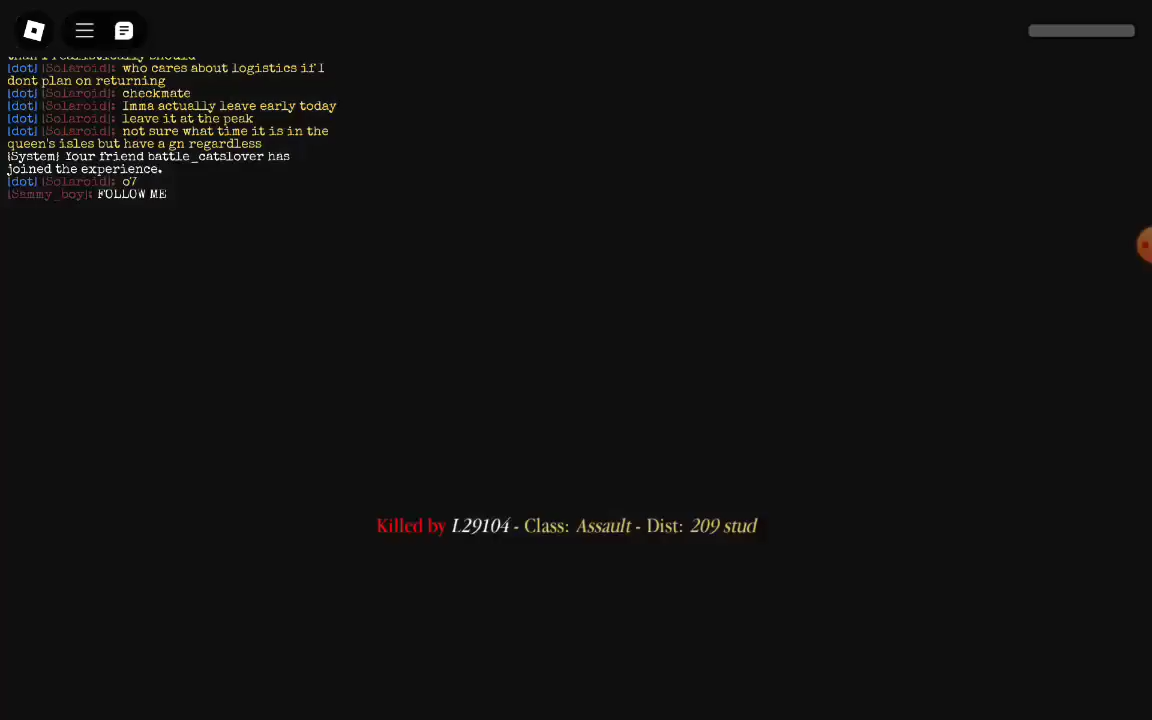 than I realistically should
[dot] [Solaroid]: who cares about logistics if I
dont plan on returning
[dot] [Solaroid]: checkmate
[dot] [Solaroid]: Imma actually leave early today
[dot] [Solaroid]: leave it at the peak
[dot] [Solaroid]: not sure what time it is in the
queen's isles but have a gn regardless
[System] Your friend battle_catslover has
joined the experience.
[dot] [Solaroid]: o7
[Sammy_boy]: FOLLOW ME
Killed by L29104 - Class: Assault - Dist: 209 stud